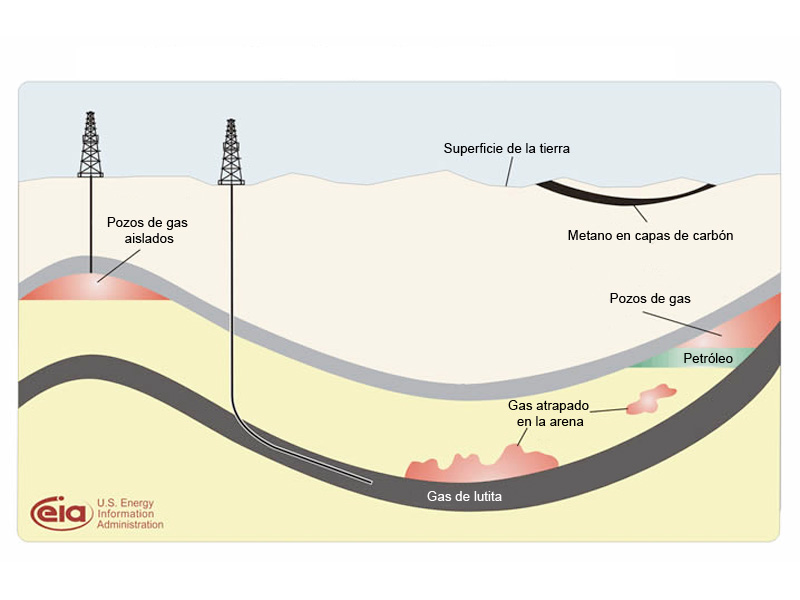 Superficie de la tierra
Pozos de gas
aislados
Metano en capas de carbón
Pozos de gas
Petróleo
Gas atrapado
en la arena
Gas de lutita
eia
U.S. Energy
Information
Administration